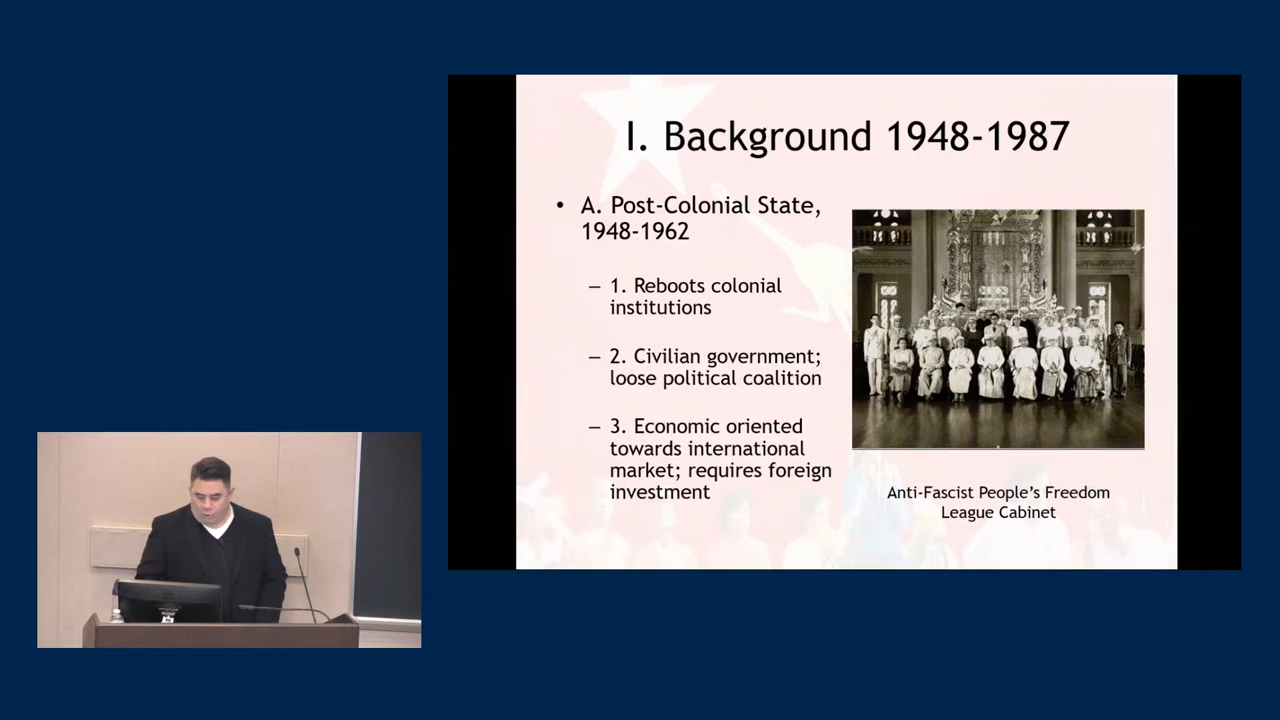 I. Background 1948-1987
• A. Post-Colonial State,
1948-1962
– 1. Reboots colonial
institutions
– 2. Civilian government;
loose political coalition
– 3. Economic oriented
towards international
market; requires foreign
investment
Anti-Fascist People's Freedom
League Cabinet